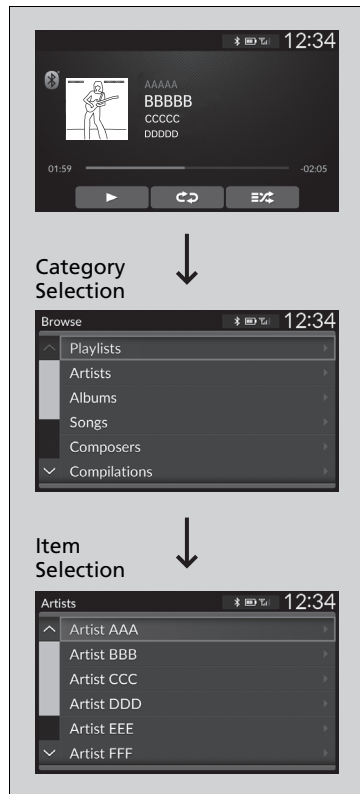 12:34
AAAAA
BBBBB
CCCCC
DDDDD
01:59 -02:05
Category
Selection
Browse 12:34
Playlists
Artists
Albums
Songs
Composers
Compilations
Item
Selection
Artists 12:34
Artist AAA
Artist BBB
Artist CCC
Artist DDD
Artist EEE
Artist FFF